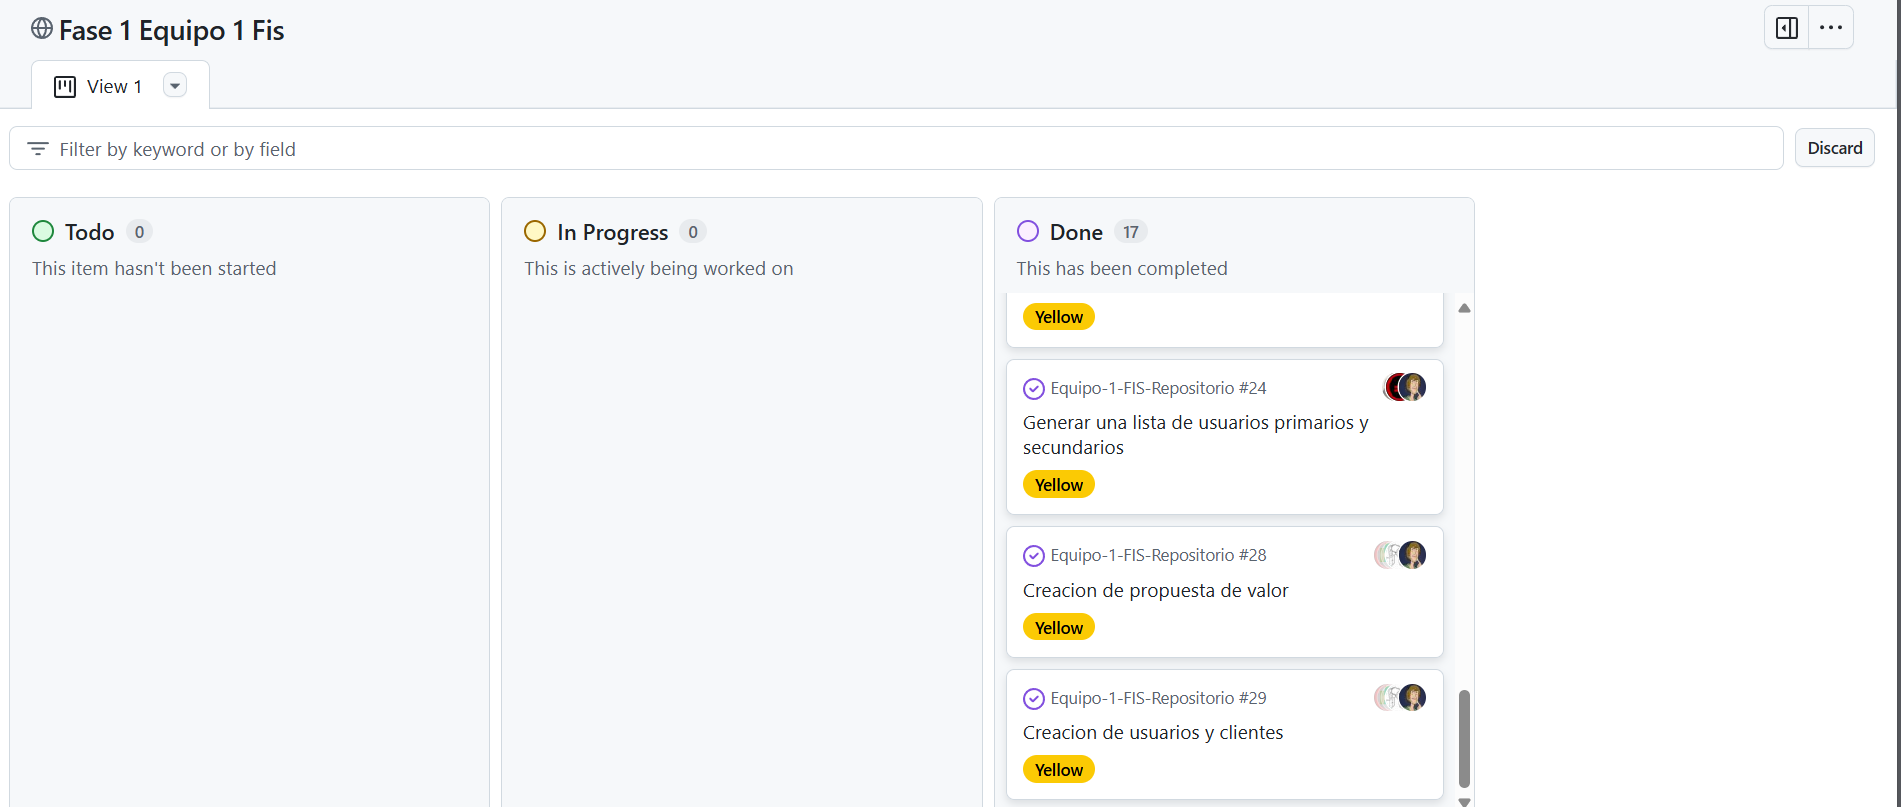 Fase 1 Equipo 1 Fis
View 1
Filter by keyword or by field
Discard
Todo 0
This item hasn't been started
In Progress 0
This is actively being worked on
Done 17
This has been completed
Yellow
Equipo-1-FIS-Repositorio #24
Generar una lista de usuarios primarios y
secundarios
Yellow
Equipo-1-FIS-Repositorio #28
Creacion de propuesta de valor
Yellow
Equipo-1-FIS-Repositorio #29
Creacion de usuarios y clientes
Yellow